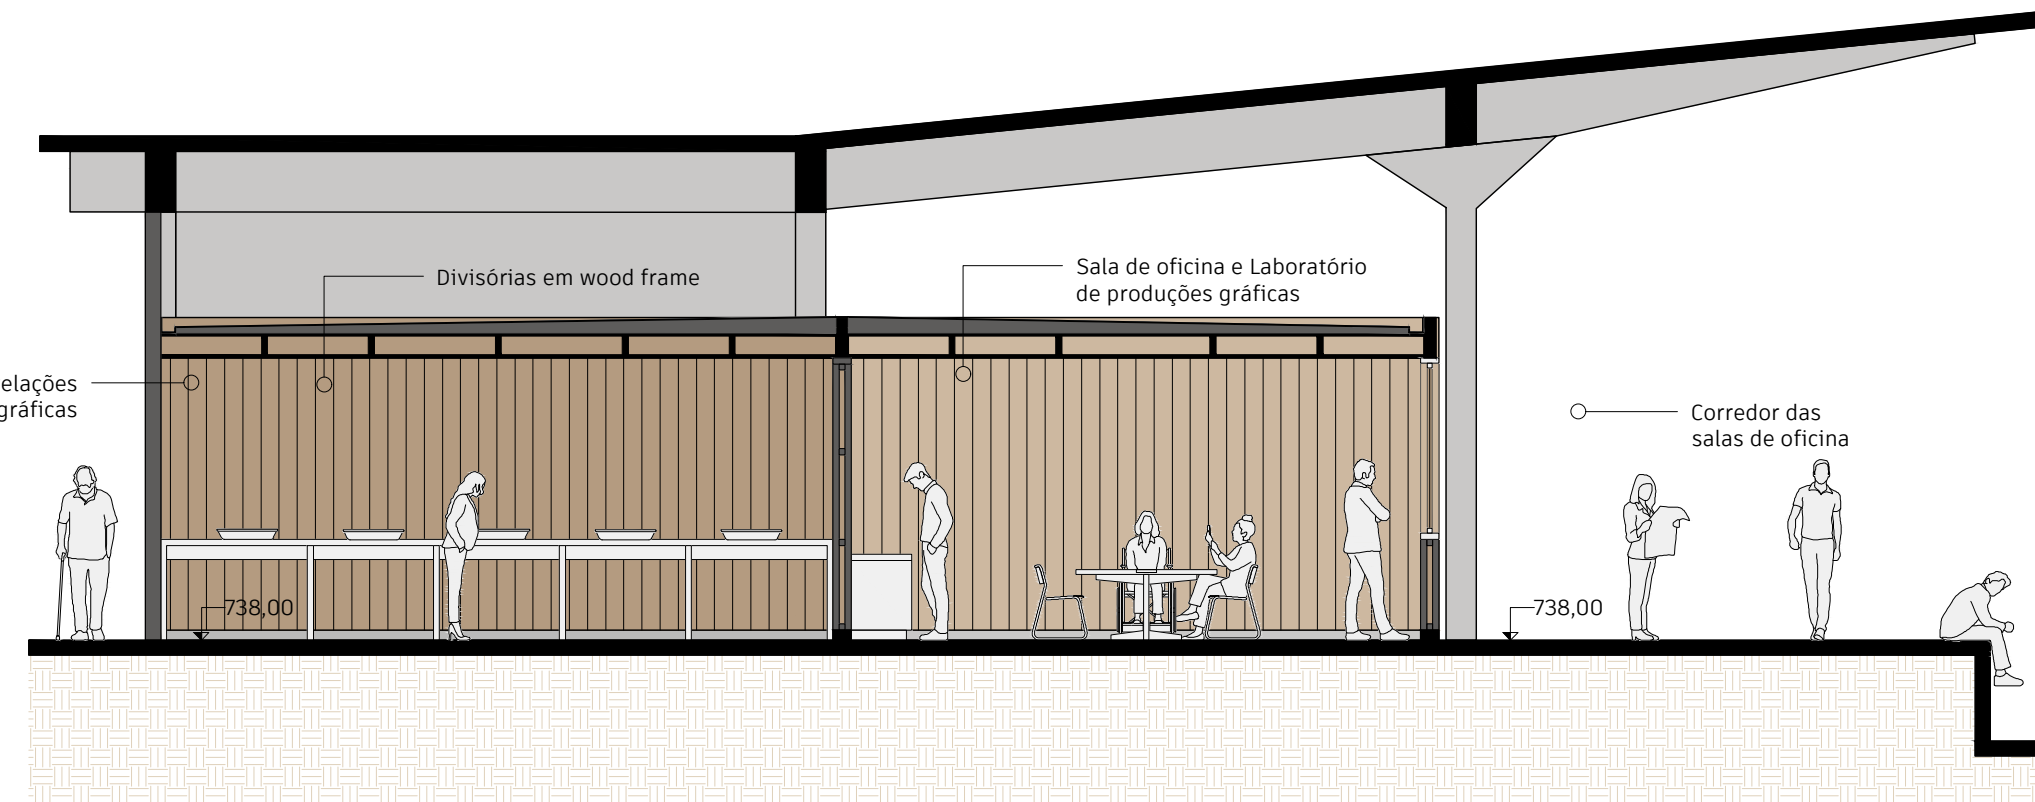 Divisórias em wood frame
Sala de oficina e Laboratório
de produções gráficas
elações
gráficas
Corredor das
salas de oficina
738,00
738,00